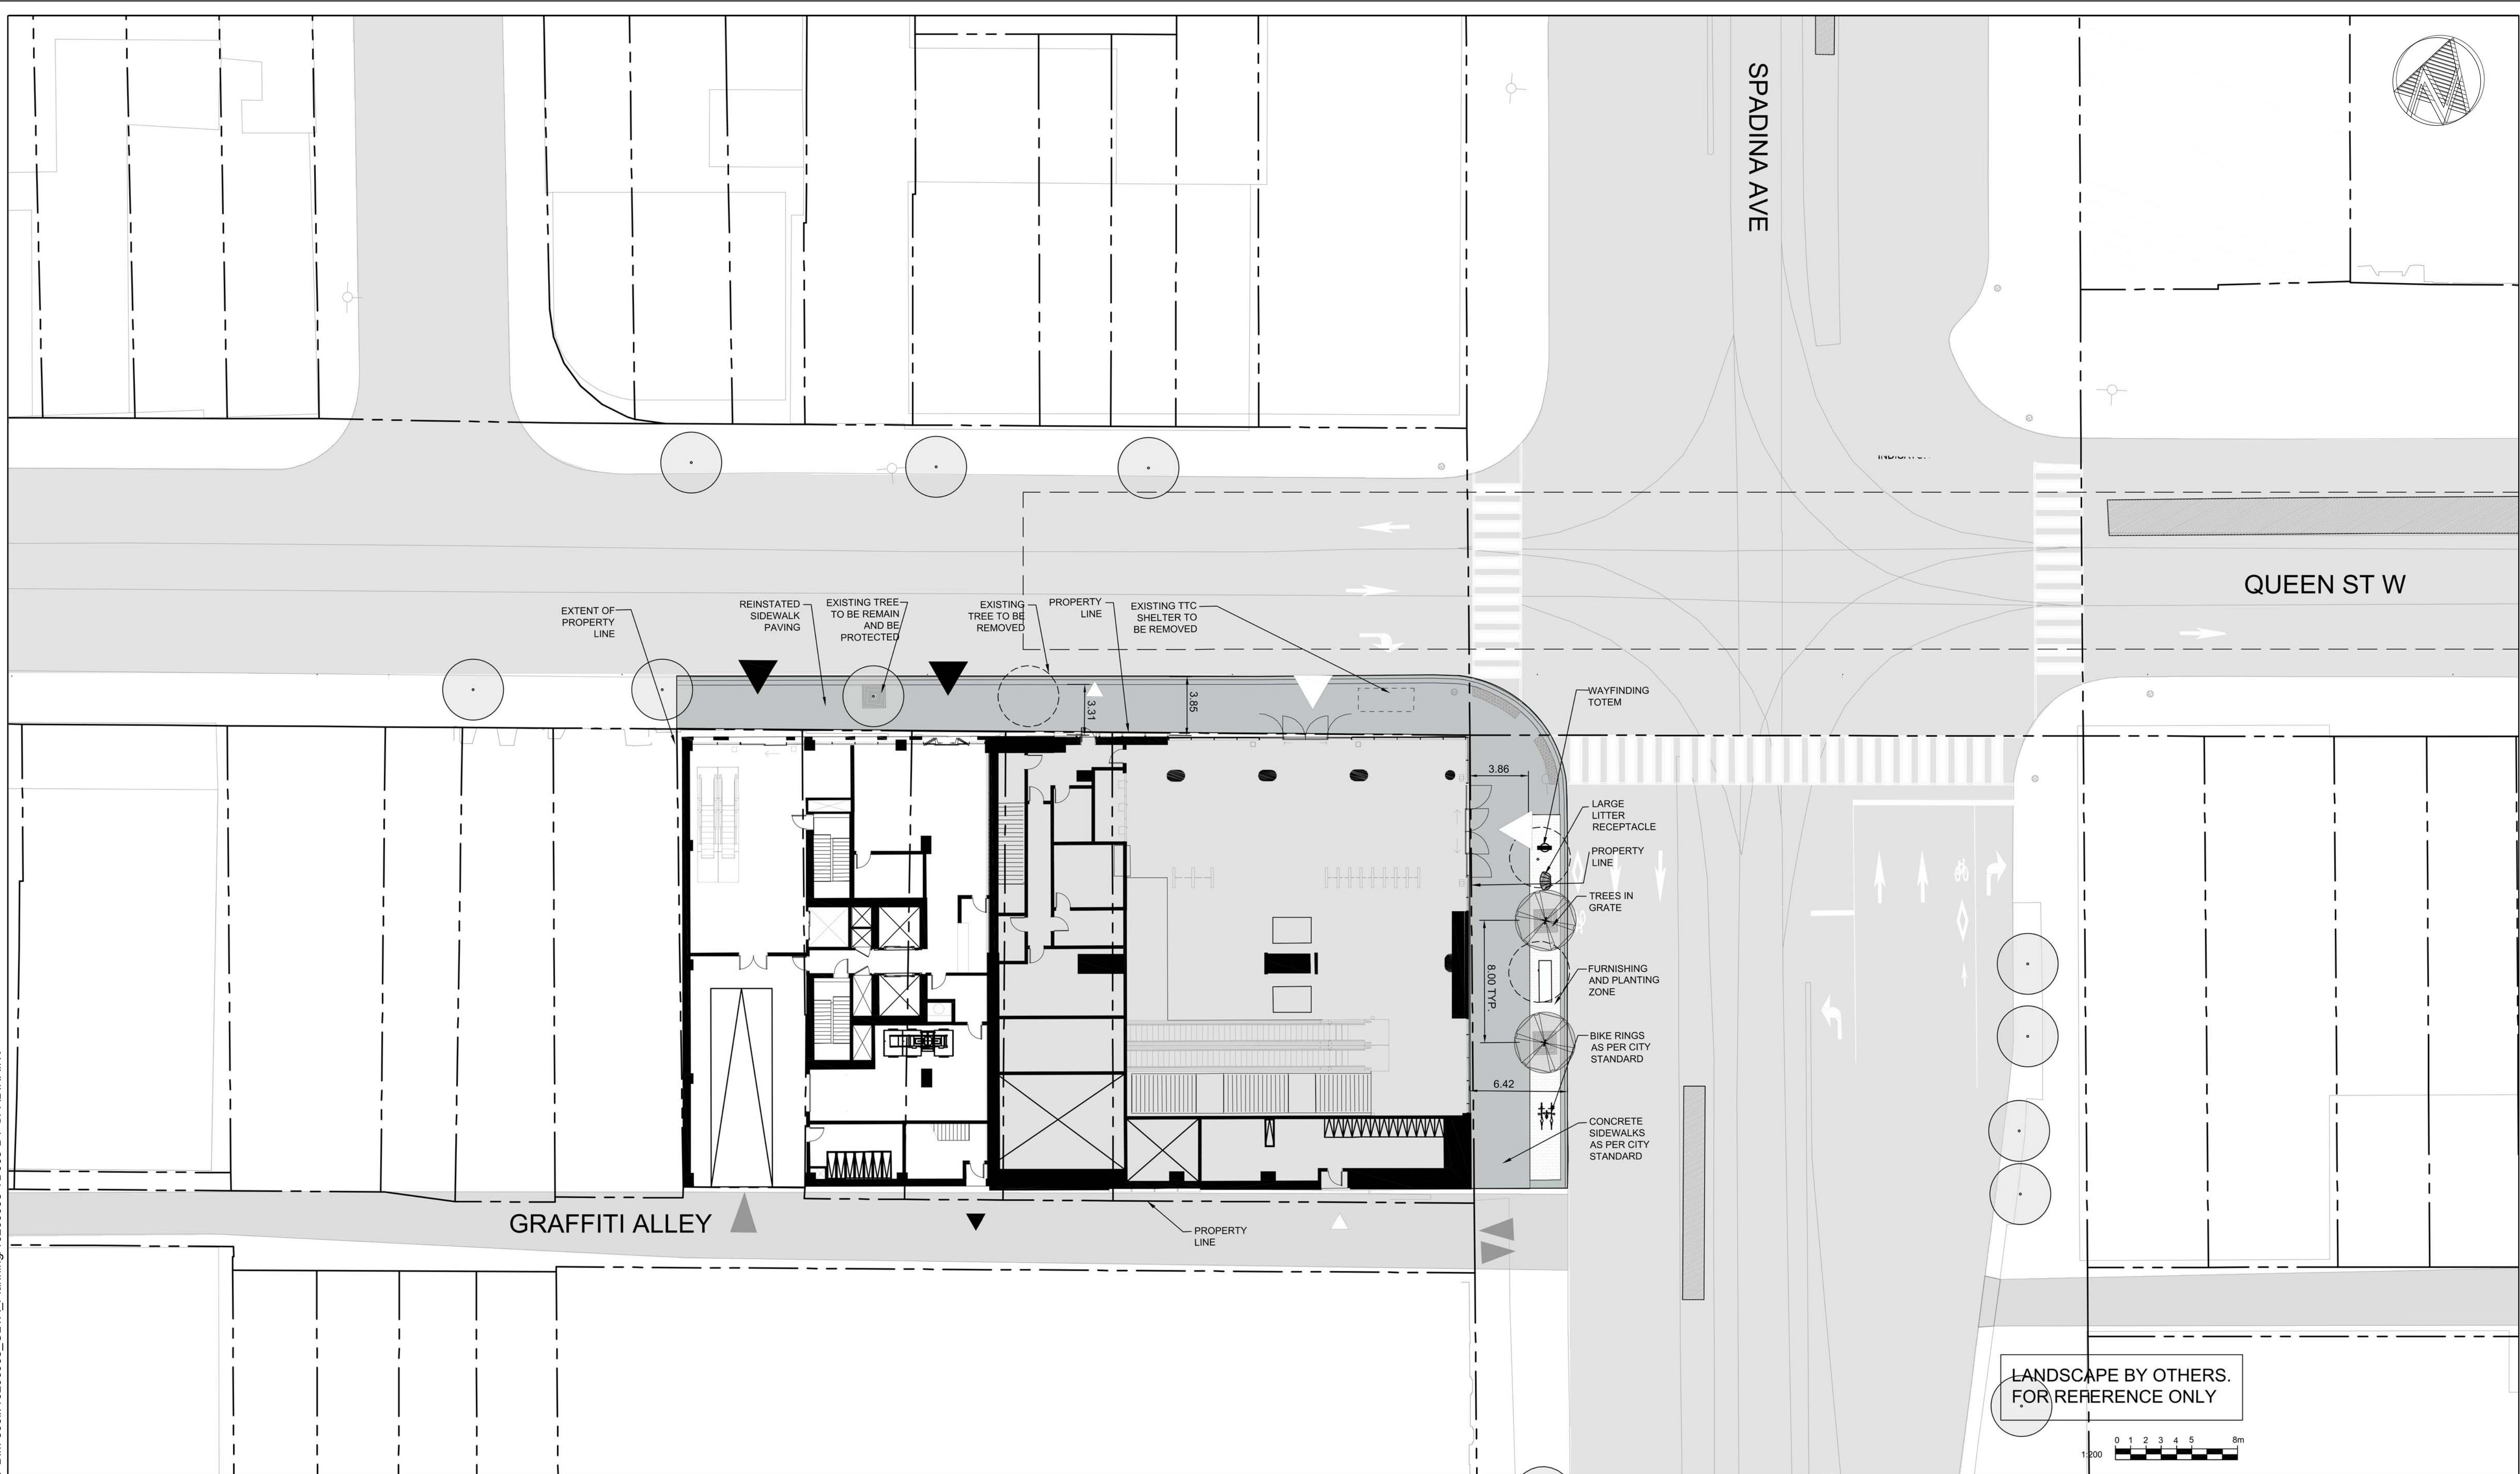 SPADINA AVE
QUEEN ST W
EXTENT OF
PROPERTY
LINE
REINSTATED
SIDEWALK
PAVING
EXISTING TREE
TO BE REMAIN
AND BE
PROTECTED
EXISTING
TREE TO BE
REMOVED
PROPERTY
LINE
EXISTING TTC
SHELTER TO
BE REMOVED
3.31
3.85
WAYFINDING
TOTEM
3.86
LARGE
LITTER
RECEPTACLE
PROPERTY
LINE
TREES IN
GRATE
8.00 TYP.
FURNISHING
AND PLANTING
ZONE
BIKE RINGS
AS PER CITY
STANDARD
6.42
CONCRETE
SIDEWALKS
AS PER CITY
STANDARD
GRAFFITI ALLEY
PROPERTY
LINE
LANDSCAPE BY OTHERS.
FOR REFERENCE ONLY
0 1 2 3 4 5 8m
1:200